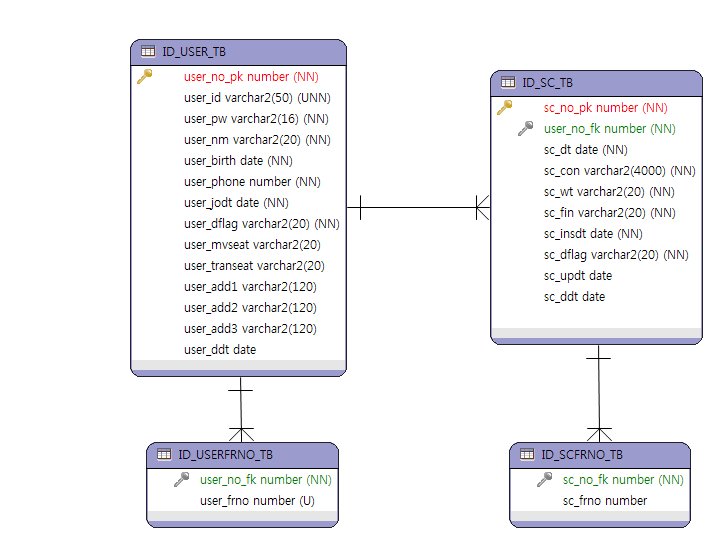 ID_USER_TB
user_no_pk number (NN)
user_id varchar2(50) (UNN)
user_pw varchar2(16) (NN)
user_nm varchar2(20) (NN)
user_birth date (NN)
user_phone number (NN)
user_jodt date (NN)
user_dflag varchar2(20) (NN)
user_mvseat varchar2(20)
user_transeat varchar2(20)
user_add1 varchar2(120)
user_add2 varchar2(120)
user_add3 varchar2(120)
user_ddt date
ID_SC_TB
sc_no_pk number (NN)
user_no_fk number (NN)
sc_dt date (NN)
sc_con varchar2(4000) (NN)
sc_wt varchar2(20) (NN)
sc_fin varchar2(20) (NN)
sc_insdt date (NN)
sc_dflag varchar2(20) (NN)
sc_updt date
sc_ddt date
ID_USERFRNO_TB
user_no_fk number (NN)
user_frno number (U)
ID_SCFRNO_TB
sc_no_fk number (NN)
sc_frno number